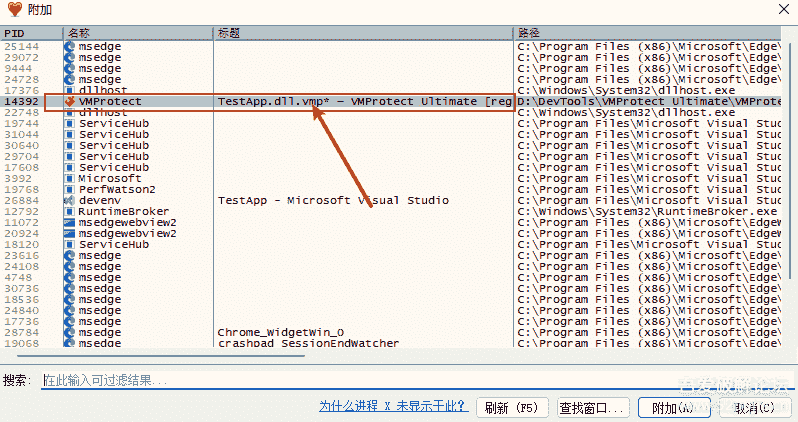 附加
PID 名称 标题 路径
25144 msedge C:\Program Files (x86)\Microsoft\Edge\
29072 msedge C:\Program Files (x86)\Microsoft\Edge\
9444 msedge C:\Program Files (x86)\Microsoft\Edge\
24728 msedge C:\Program Files (x86)\Microsoft\Edge\
17376 dllhost C:\Windows\System32\dllhost.exe
14392 VMProtect TestApp.dll.vmp* - VMProtect Ultimate [reg D:\DevTools\VMProtect Ultimate\VMProte
22748 dllhost C:\Windows\System32\dllhost.exe
19744 ServiceHub C:\Program Files\Microsoft Visual Stud
31044 ServiceHub C:\Program Files\Microsoft Visual Stud
30640 ServiceHub C:\Program Files\Microsoft Visual Stud
29704 ServiceHub C:\Program Files\Microsoft Visual Stud
17608 ServiceHub C:\Program Files\Microsoft Visual Stud
3992 Microsoft C:\Program Files\Microsoft Visual Stud
19768 PerfWatson2 C:\Program Files\Microsoft Visual Stud
26884 devenv TestApp - Microsoft Visual Studio C:\Program Files\Microsoft Visual Stud
12792 RuntimeBroker C:\Windows\System32\RuntimeBroker.exe
11072 msedgewebview2 C:\Program Files (x86)\Microsoft\EdgeW
20924 msedgewebview2 C:\Program Files (x86)\Microsoft\EdgeW
18120 ServiceHub C:\Program Files\Microsoft Visual Stud
23616 msedge C:\Program Files (x86)\Microsoft\Edge\
24108 msedge C:\Program Files (x86)\Microsoft\Edge\
4748 msedge C:\Program Files (x86)\Microsoft\Edge\
30736 msedge C:\Program Files (x86)\Microsoft\Edge\
18536 msedge C:\Program Files (x86)\Microsoft\Edge\
24840 msedge C:\Program Files (x86)\Microsoft\Edge\
17736 msedge C:\Program Files (x86)\Microsoft\Edge\
28784 msedge Chrome_WidgetWin_0 C:\Program Files (x86)\Microsoft\Edge\
19068 msedge crashpad_SessionEndWatcher C:\Program Files (x86)\Microsoft\Edge\
搜索: 在此输入可过滤结果...
为什么进程 X 未显示于此? 刷新 (F5) 查找窗口... 附加(A) 取消(C)